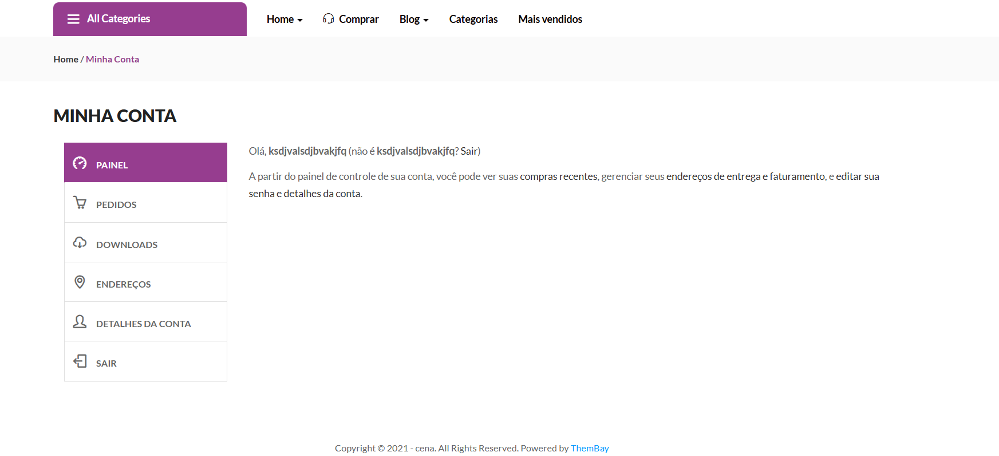 All Categories
Home
Comprar
Blog
Categorias
Mais vendidos
Home / Minha Conta
MINHA CONTA
PAINEL
PEDIDOS
DOWNLOADS
ENDEREÇOS
DETALHES DA CONTA
SAIR
Olá, ksdjvalsdjbvakjfq (não é ksdjvalsdjbvakjfq? Sair)
A partir do painel de controle de sua conta, você pode ver suas compras recentes, gerenciar seus endereços de entrega e faturamento, e editar sua
senha e detalhes da conta.
Copyright © 2021 - cena. All Rights Reserved. Powered by ThemBay